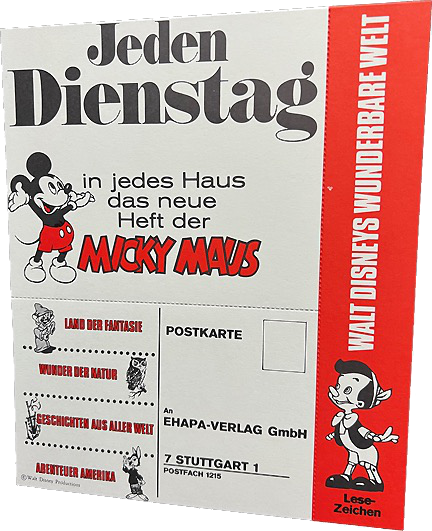 Jeden
Dienstag
in jedes Haus
das neue
Heft der
MICKY MAUS
LAND DER FANTASIE
WUNDER DER NATUR
GESCHICHTEN AUS ALLER WELT
ABENTEUER AMERIKA
© Walt Disney Productions
POSTKARTE
An
EHAPA-VERLAG GmbH
7 STUTTGART 1
POSTFACH 1215
WALT DISNEYS WUNDERBARE WELT
Lese-
Zeichen